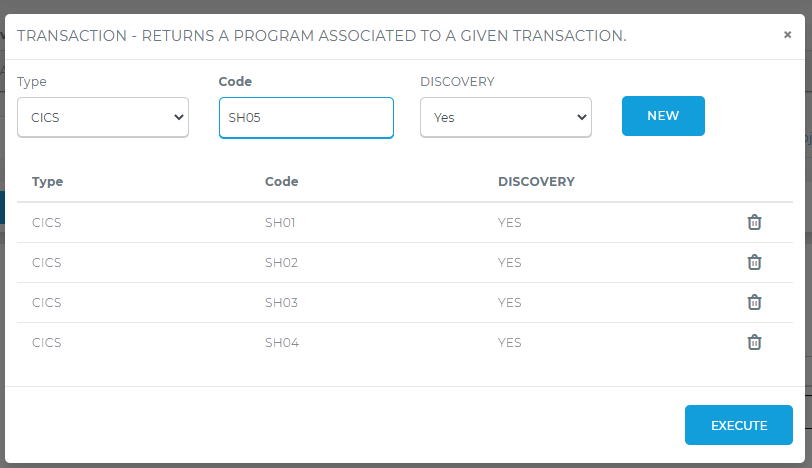 TRANSACTION - RETURNS A PROGRAM ASSOCIATED TO A GIVEN TRANSACTION. ×
Type Code DISCOVERY
CICS SH05 Yes NEW
Type Code DISCOVERY
CICS SH01 YES
CICS SH02 YES
CICS SH03 YES
CICS SH04 YES
EXECUTE